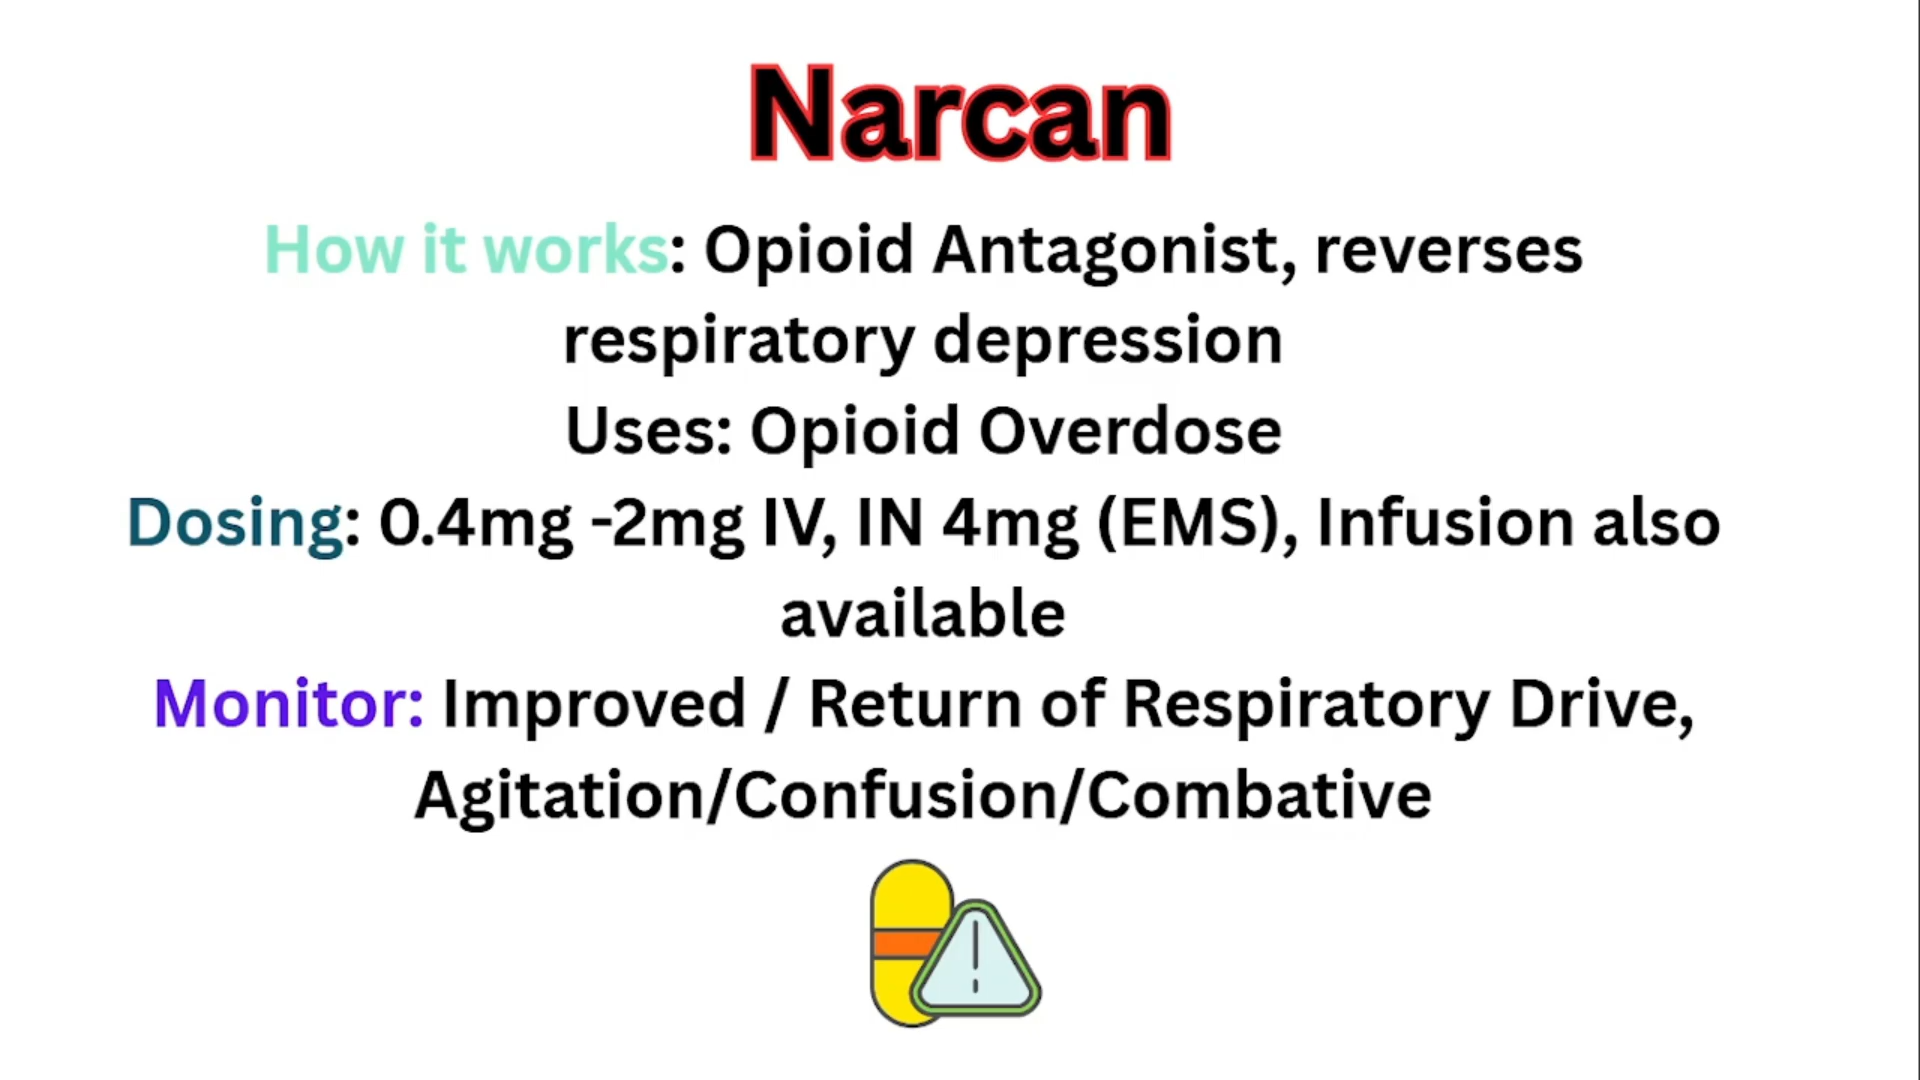 Narcan
How it works: Opioid Antagonist, reverses
respiratory depression
Uses: Opioid Overdose
Dosing: 0.4mg -2mg IV, IN 4mg (EMS), Infusion also
available
Monitor: Improved / Return of Respiratory Drive,
Agitation/Confusion/Combative